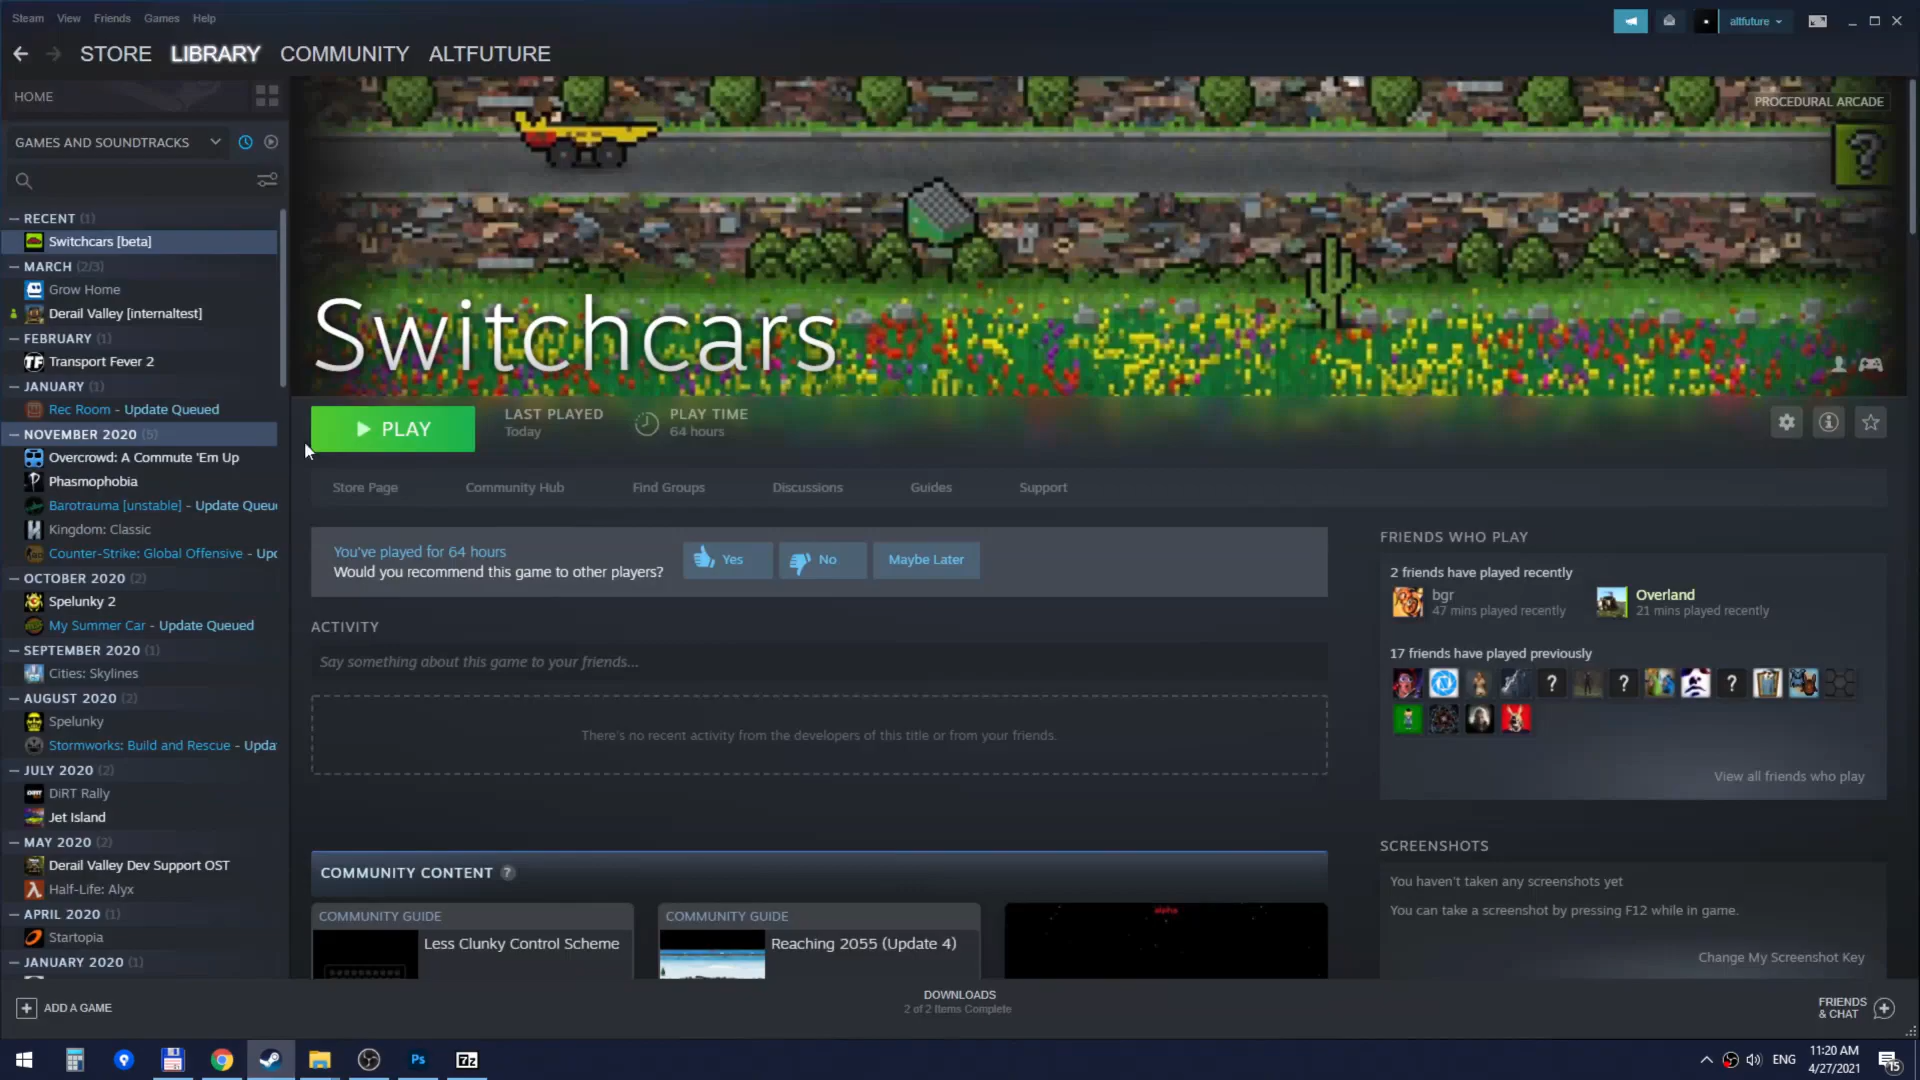 Steam View Friends Games Help
altfuture
STORE LIBRARY COMMUNITY ALTFUTURE
HOME
GAMES AND SOUNDTRACKS
— RECENT (1)
Switchcars [beta]
— MARCH (2/3)
Grow Home
Derail Valley [internaltest]
— FEBRUARY (1)
Transport Fever 2
— JANUARY (1)
Rec Room - Update Queued
— NOVEMBER 2020 (5)
Overcrowd: A Commute 'Em Up
Phasmophobia
Barotrauma [unstable] - Update Queu
Kingdom: Classic
Counter-Strike: Global Offensive - Upd
— OCTOBER 2020 (2)
Spelunky 2
My Summer Car - Update Queued
— SEPTEMBER 2020 (1)
Cities: Skylines
— AUGUST 2020 (2)
Spelunky
Stormworks: Build and Rescue - Upda
— JULY 2020 (2)
DiRT Rally
Jet Island
— MAY 2020 (2)
Derail Valley Dev Support OST
Half-Life: Alyx
— APRIL 2020 (1)
Startopia
— JANUARY 2020 (1)
PROCEDURAL ARCADE
?
Switchcars
PLAY
LAST PLAYED
Today
PLAY TIME
64 hours
Store Page Community Hub Find Groups Discussions Guides Support
You've played for 64 hours
Would you recommend this game to other players?
Yes No Maybe Later
ACTIVITY
Say something about this game to your friends...
There's no recent activity from the developers of this title or from your friends.
COMMUNITY CONTENT ?
COMMUNITY GUIDE
Less Clunky Control Scheme
COMMUNITY GUIDE
Reaching 2055 (Update 4)
alpha
FRIENDS WHO PLAY
2 friends have played recently
bgr
47 mins played recently
Overland
21 mins played recently
17 friends have played previously
? ? ?
View all friends who play
SCREENSHOTS
You haven't taken any screenshots yet
You can take a screenshot by pressing F12 while in game.
Change My Screenshot Key
ADD A GAME
DOWNLOADS
2 of 2 Items Complete
FRIENDS
& CHAT
Ps 7z
ENG
11:20 AM
4/27/2021
15